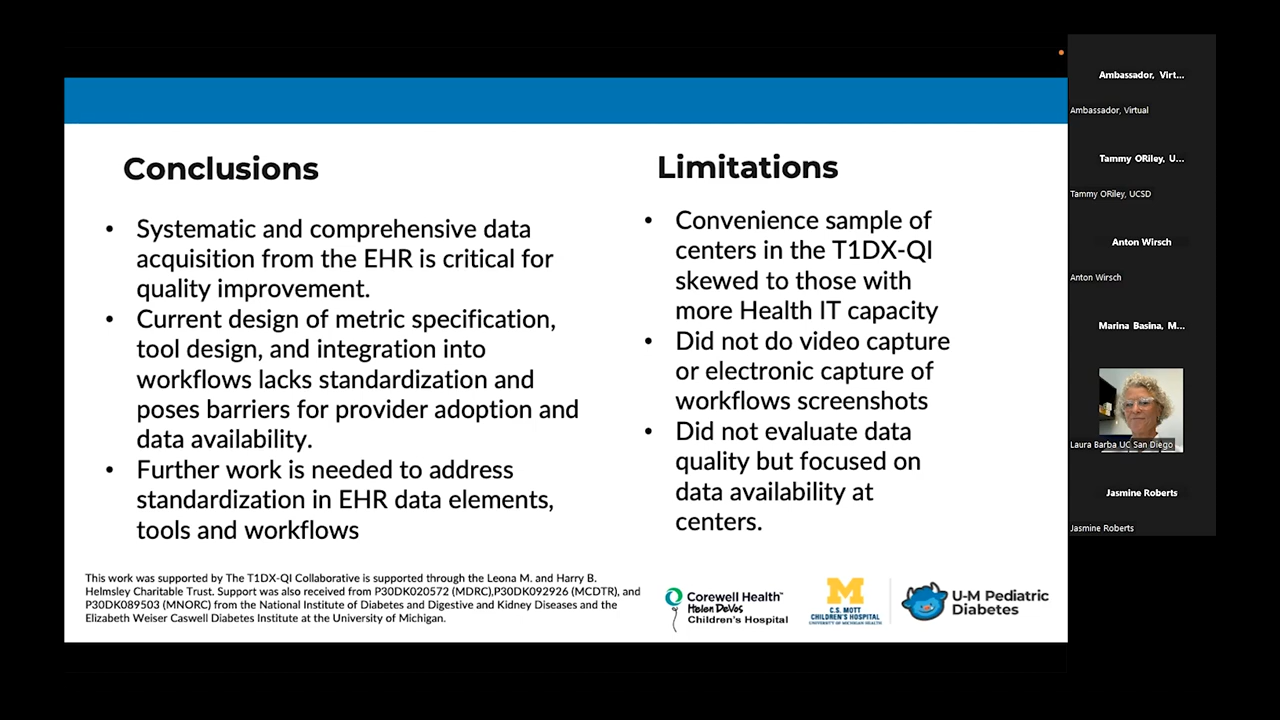 Conclusions
• Systematic and comprehensive data
acquisition from the EHR is critical for
quality improvement.
• Current design of metric specification,
tool design, and integration into
workflows lacks standardization and
poses barriers for provider adoption and
data availability.
• Further work is needed to address
standardization in EHR data elements,
tools and workflows
Limitations
• Convenience sample of
centers in the T1DX-QI
skewed to those with
more Health IT capacity
• Did not do video capture
or electronic capture of
workflows screenshots
• Did not evaluate data
quality but focused on
data availability at
centers.
This work was supported by The T1DX-QI Collaborative is supported through the Leona M. and Harry B.
Helmsley Charitable Trust. Support was also received from P30DK020572 (MDRC),P30DK092926 (MCDTR), and
P30DK089503 (MNORC) from the National Institute of Diabetes and Digestive and Kidney Diseases and the
Elizabeth Weiser Caswell Diabetes Institute at the University of Michigan.
Corewell Health™
Helen DeVos
Children's Hospital
M
C.S. MOTT
CHILDREN'S HOSPITAL
UNIVERSITY OF MICHIGAN HEALTH
U-M Pediatric
Diabetes
Ambassador, Virt...
Ambassador, Virtual
Tammy ORiley, U...
Tammy ORiley, UCSD
Anton Wirsch
Anton Wirsch
Marina Basina, M...
Laura Barba UC San Diego
Jasmine Roberts
Jasmine Roberts